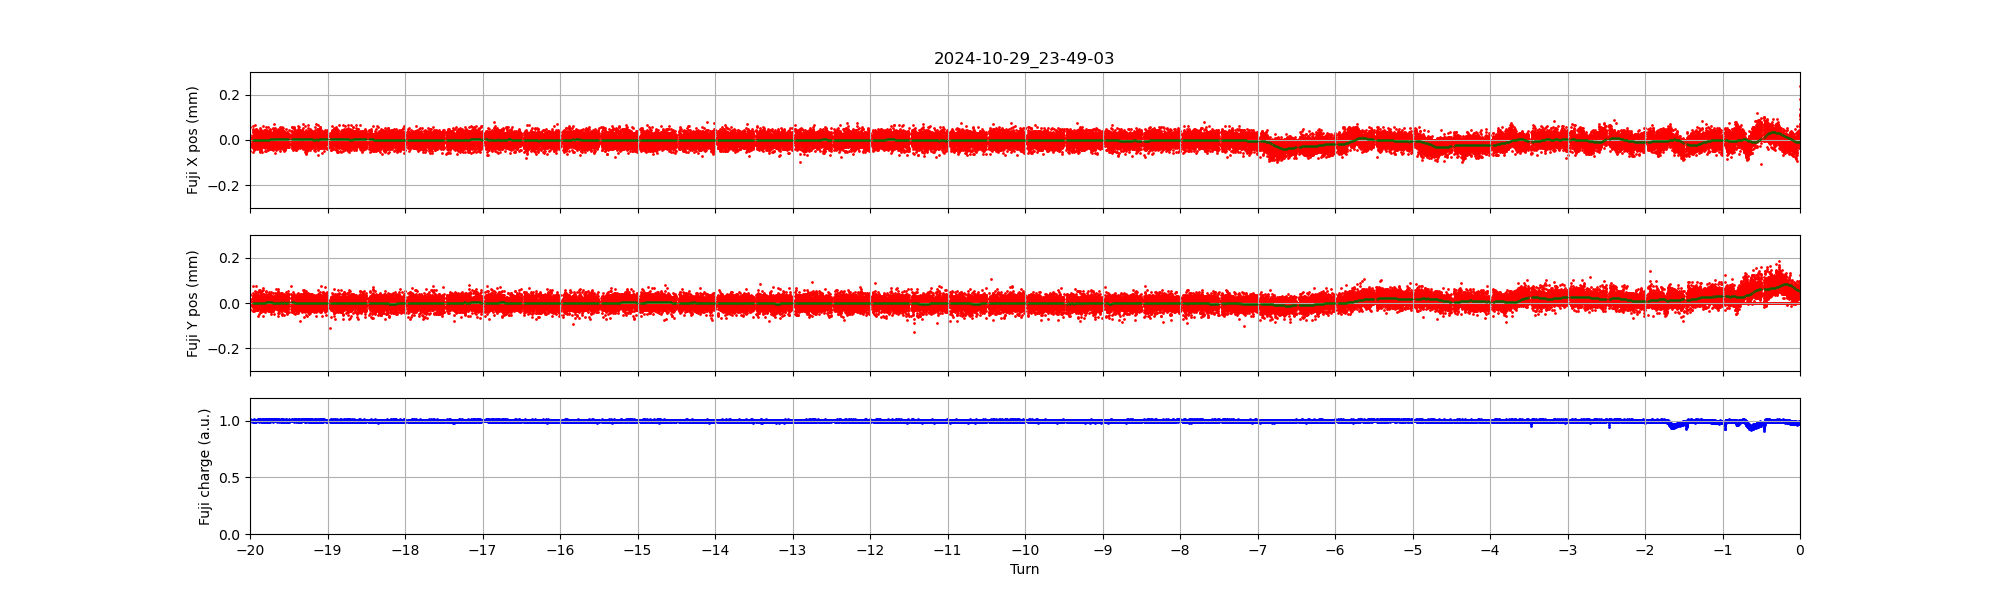 2024-10-29_23-49-03
Fuji X pos (mm)
0.2
0.0
−0.2
Fuji Y pos (mm)
0.2
0.0
−0.2
Fuji charge (a.u.)
1.0
0.5
0.0
−20 −19 −18 −17 −16 −15 −14 −13 −12 −11 −10 −9 −8 −7 −6 −5 −4 −3 −2 −1 0
Turn